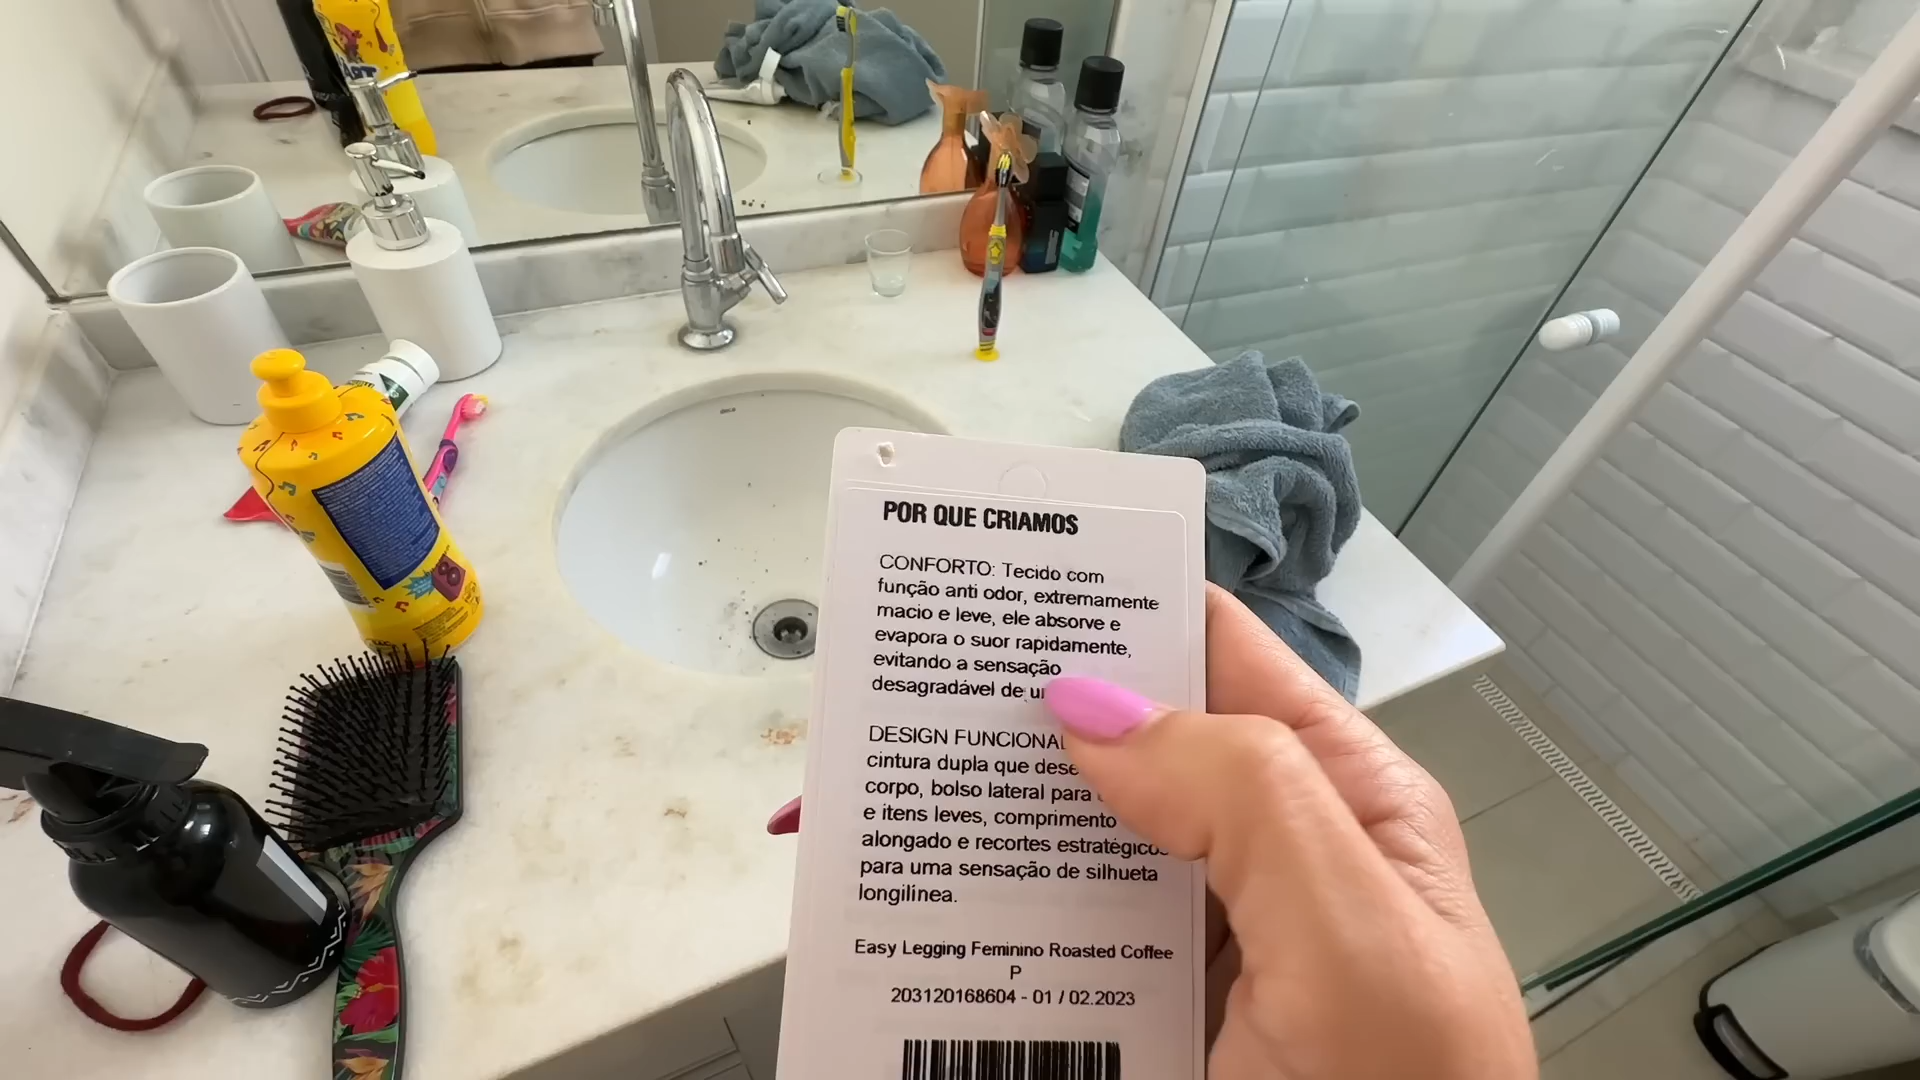 POR QUE CRIAMOS
CONFORTO: Tecido com
função anti odor, extremamente
macio e leve, ele absorve e
evapora o suor rapidamente,
evitando a sensação
desagradável de
DESIGN FUNCIONAL
cintura dupla que
corpo, bolso lateral para
e itens leves, comprimento
alongado e recortes estratégicos
para uma sensação de silhueta
longilínea.
Easy Legging Feminino Roasted Coffee
P
203120168604 - 01 / 02.2023